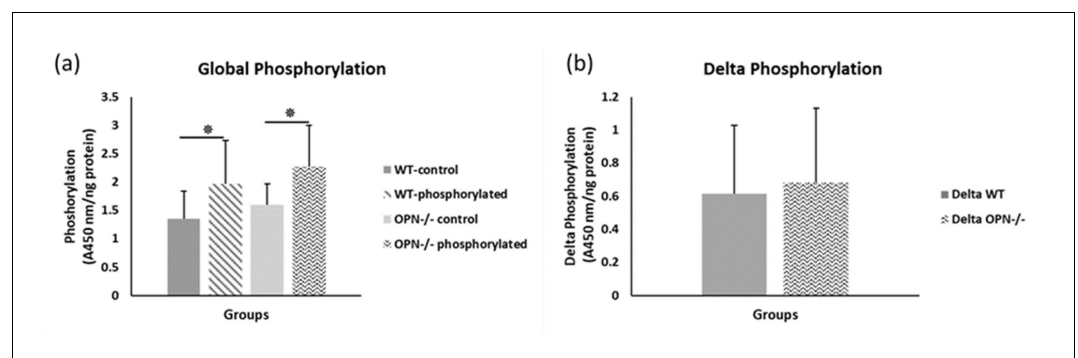 (a)
Global Phosphorylation
3.5
3
2.5
2
1.5
1
0.5
0
Phoshorylation
(A450 nm/ng protein)
*
*
Groups
WT-control
WT-phosphorylated
OPN-/- control
OPN-/- phosphorylated
(b)
Delta Phosphorylation
1.2
1
0.8
0.6
0.4
0.2
0
Delta Phosphorylation
(A450 nm/ng protein)
Groups
Delta WT
Delta OPN-/-